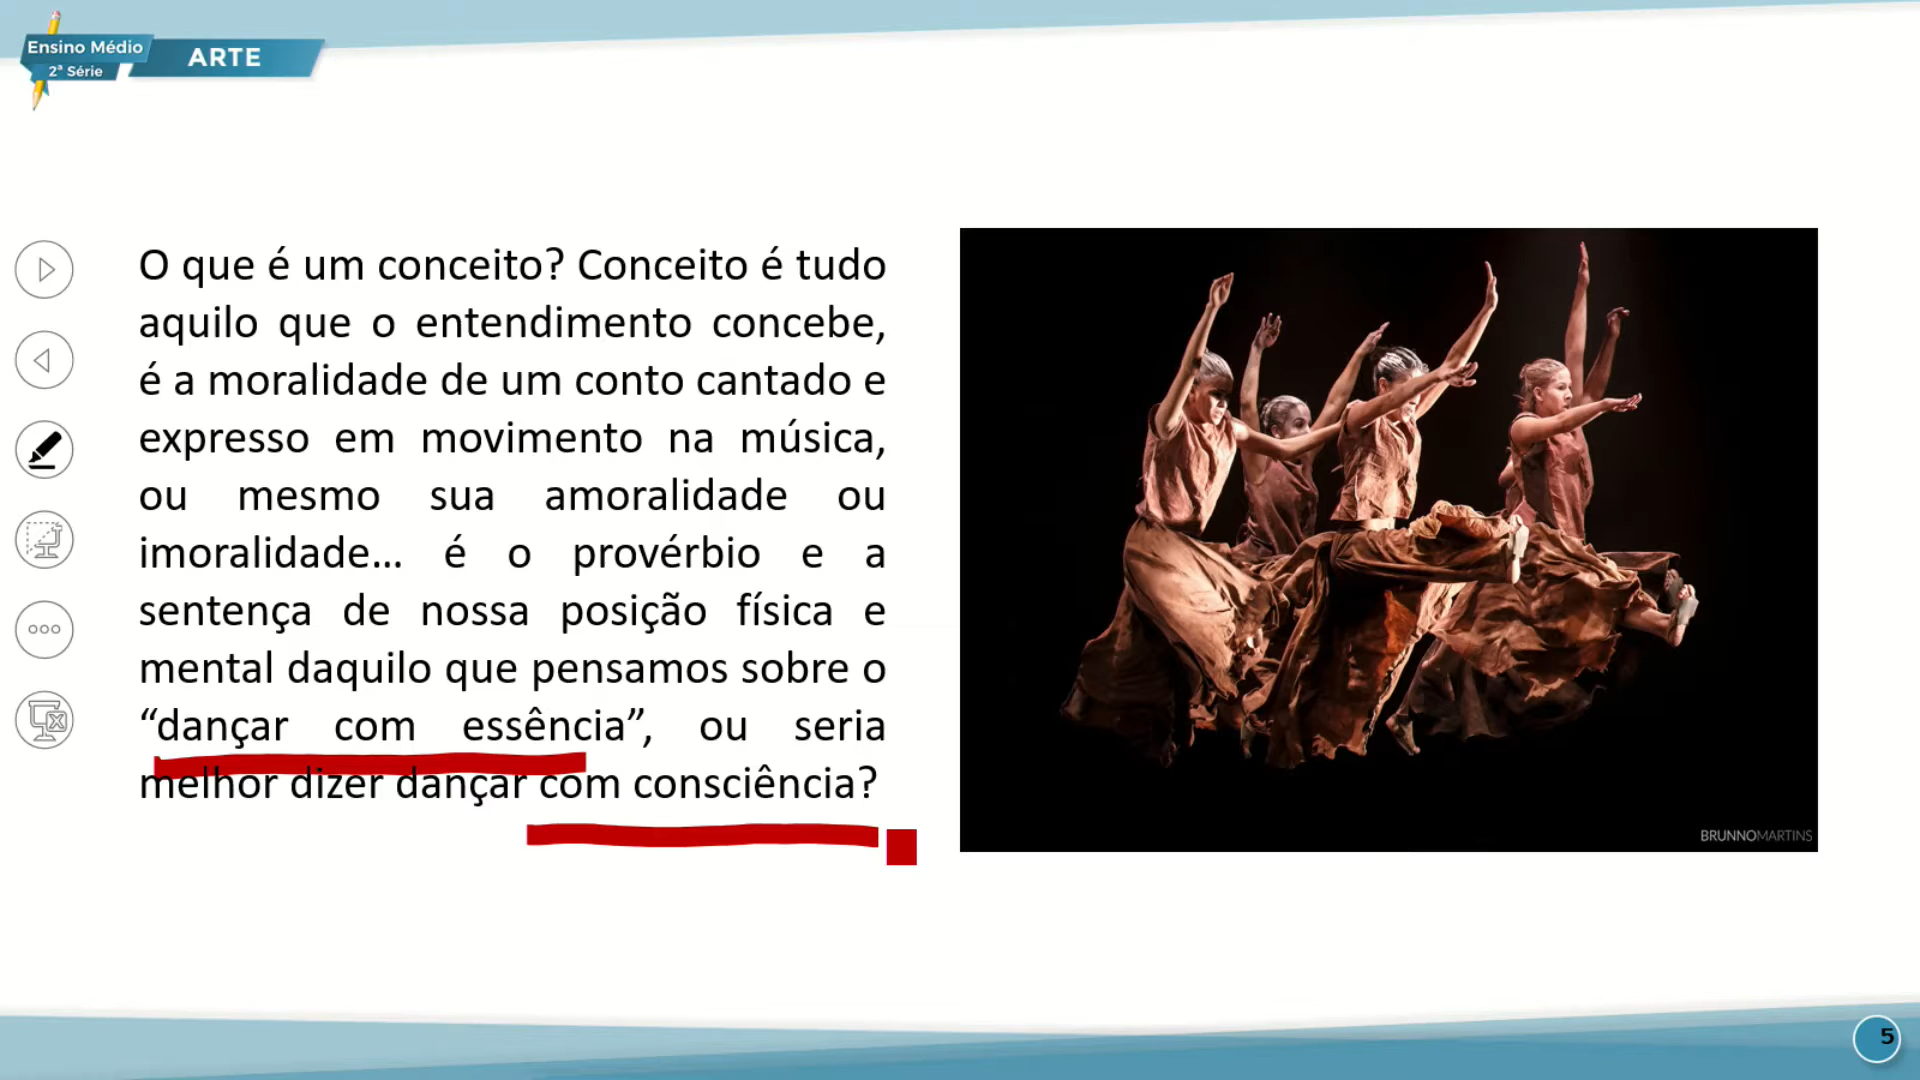 Ensino Médio
2ª Série
ARTE
O que é um conceito? Conceito é tudo
aquilo que o entendimento concebe,
é a moralidade de um conto cantado e
expresso em movimento na música,
ou mesmo sua amoralidade ou
imoralidade... é o provérbio e a
sentença de nossa posição física e
mental daquilo que pensamos sobre o
“dançar com essência”, ou seria
melhor dizer dançar com consciência?
BRUNNOMARTINS
5